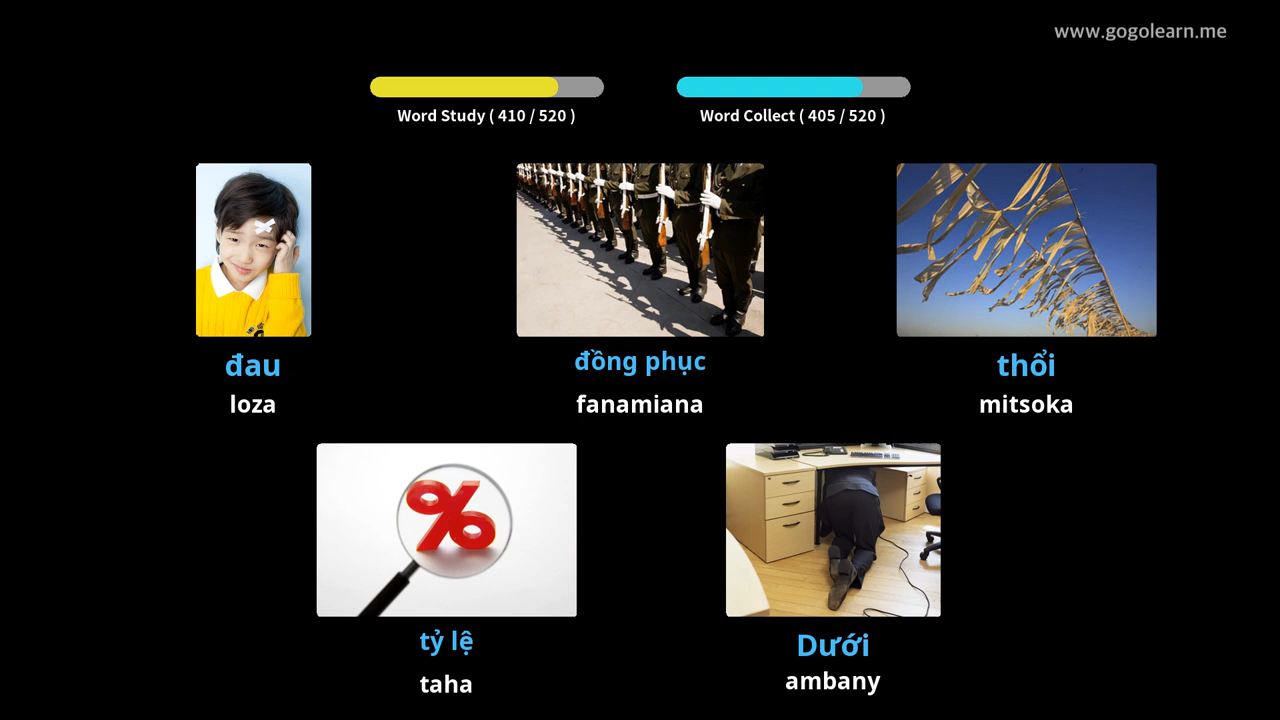 www.gogolearn.me
Word Study ( 410 / 520 )
Word Collect ( 405 / 520 )
đau
loza
đồng phục
fanamiana
thổi
mitsoka
%
tỷ lệ
taha
Dưới
ambany